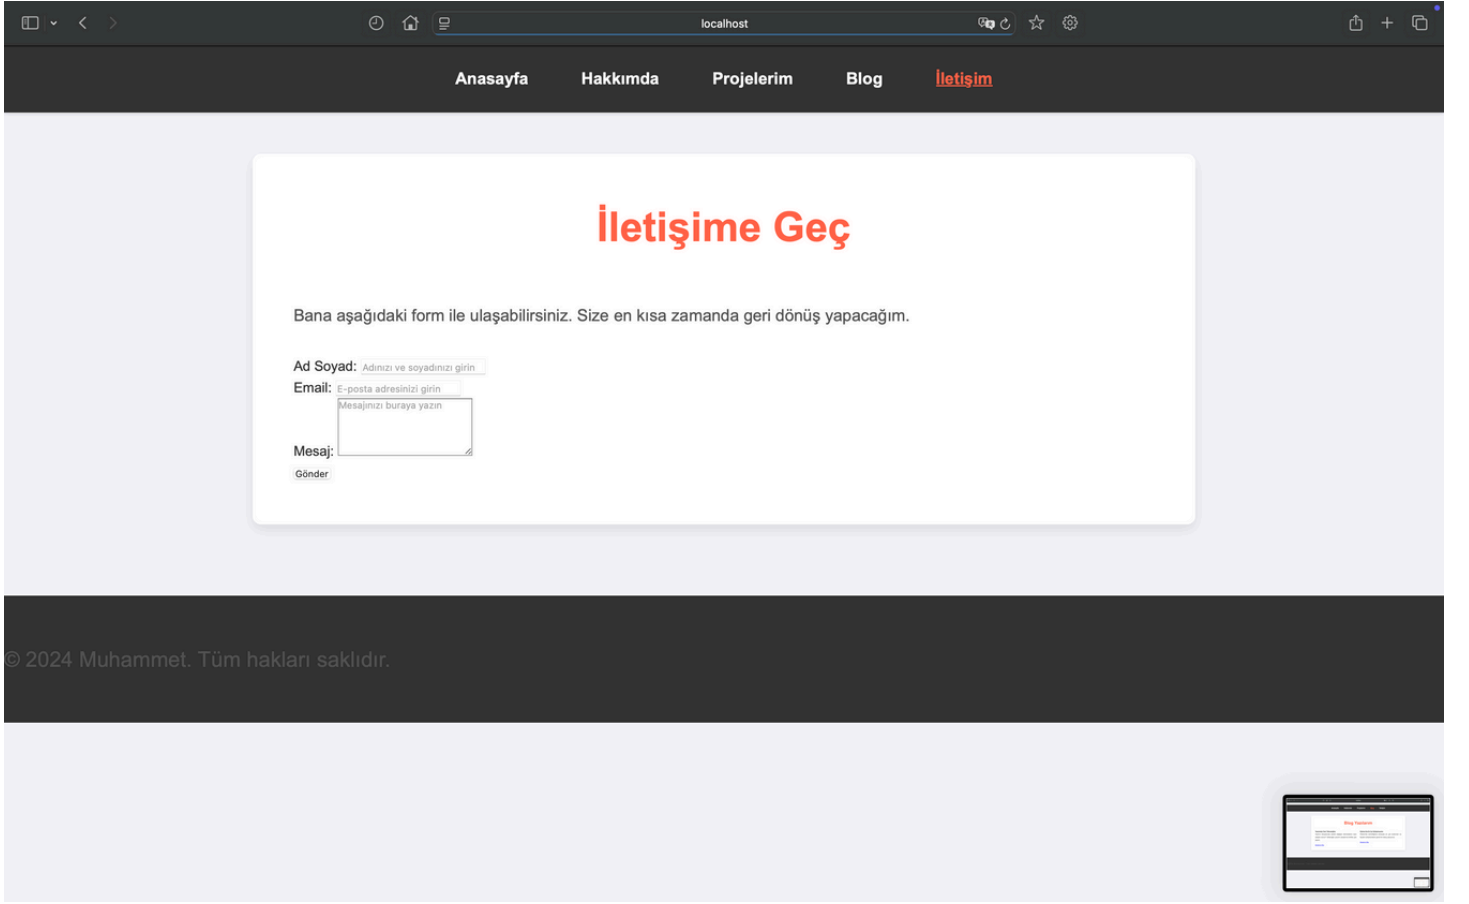 localhost
Anasayfa Hakkımda Projelerim Blog İletişim
İletişime Geç
Bana aşağıdaki form ile ulaşabilirsiniz. Size en kısa zamanda geri dönüş yapacağım.
Ad Soyad: Adınızı ve soyadınızı girin
Email: E-posta adresinizi girin
Mesajınızı buraya yazın
Mesaj:
Gönder
© 2024 Muhammet. Tüm hakları saklıdır.
Blog Yazılarım